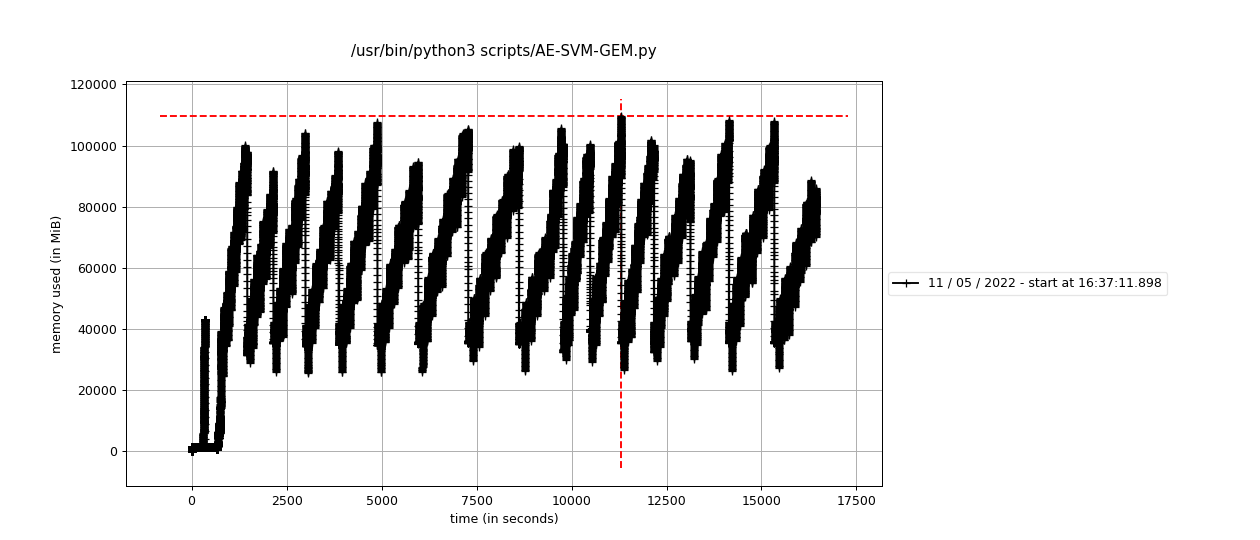 /usr/bin/python3 scripts/AE-SVM-GEM.py
120000
100000
80000
60000
40000
20000
0
memory used (in MiB)
0 2500 5000 7500 10000 12500 15000 17500
time (in seconds)
11 / 05 / 2022 - start at 16:37:11.898